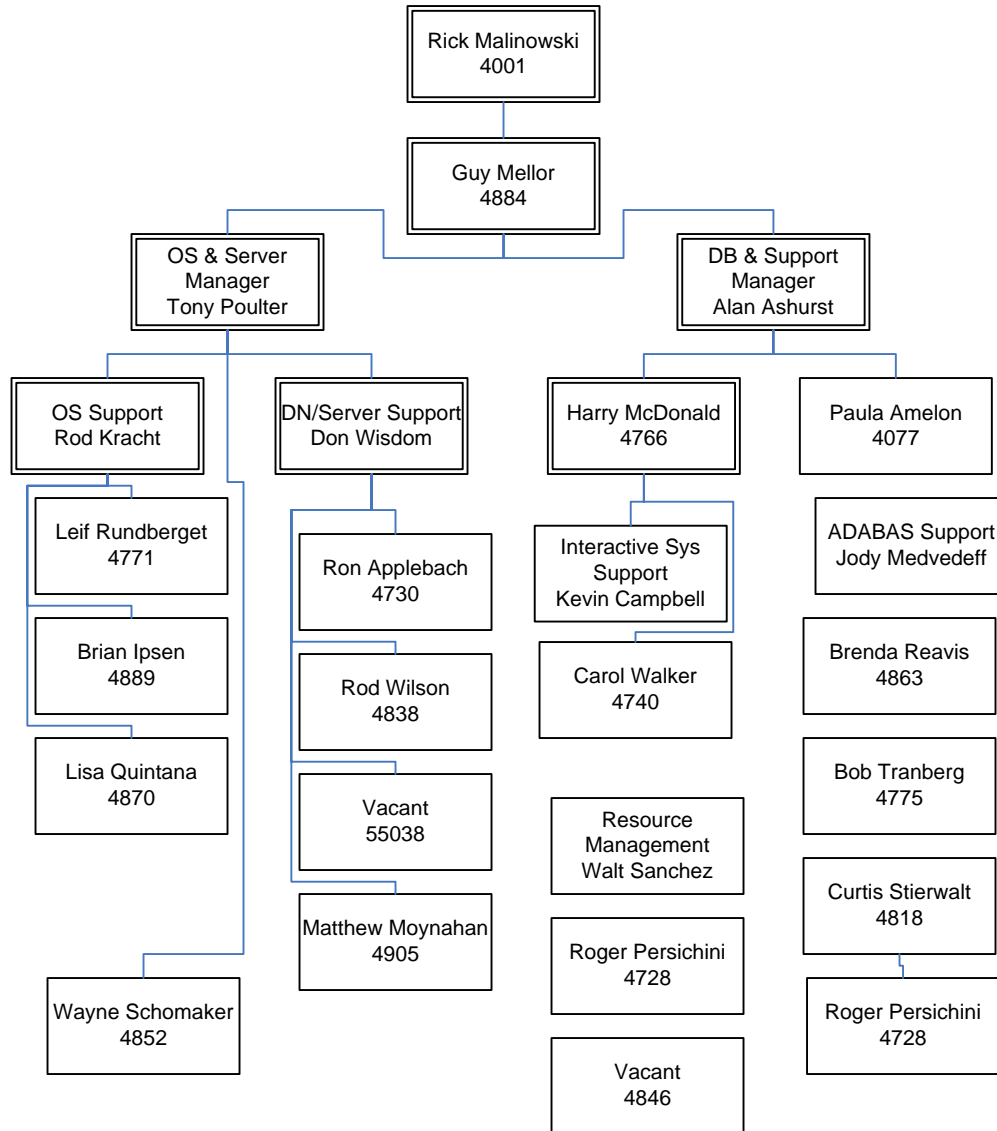 Rick Malinowski
4001
Guy Mellor
4884
OS & Server
Manager
Tony Poulter
DB & Support
Manager
Alan Ashurst
OS Support
Rod Kracht
DN/Server Support
Don Wisdom
Harry McDonald
4766
Paula Amelon
4077
Leif Rundberget
4771
Ron Applebach
4730
Interactive Sys
Support
Kevin Campbell
ADABAS Support
Jody Medvedeff
Brian Ipsen
4889
Rod Wilson
4838
Carol Walker
4740
Brenda Reavis
4863
Lisa Quintana
4870
Vacant
55038
Resource
Management
Walt Sanchez
Bob Tranberg
4775
Matthew Moynahan
4905
Roger Persichini
4728
Curtis Stierwalt
4818
Wayne Schomaker
4852
Vacant
4846
Roger Persichini
4728